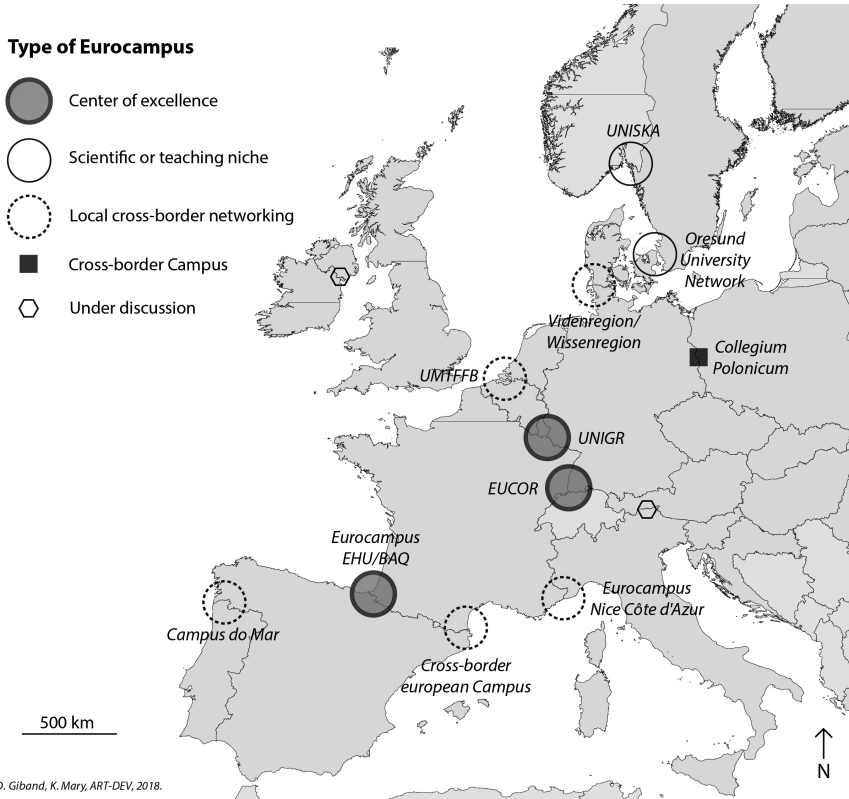 Type of Eurocampus
Center of excellence
Scientific or teaching niche
Local cross-border networking
Cross-border Campus
Under discussion
UNISKA
Oresund
University
Network
Videnregion/
Wissenregion
Collegium
Polonicum
UMTFFB
UNIGR
EUCOR
Eurocampus
EHU/BAQ
Eurocampus
Nice Côte d'Azur
Campus do Mar
Cross-border
european Campus
500 km
N
D. Giband, K. Mary, ART-DEV, 2018.